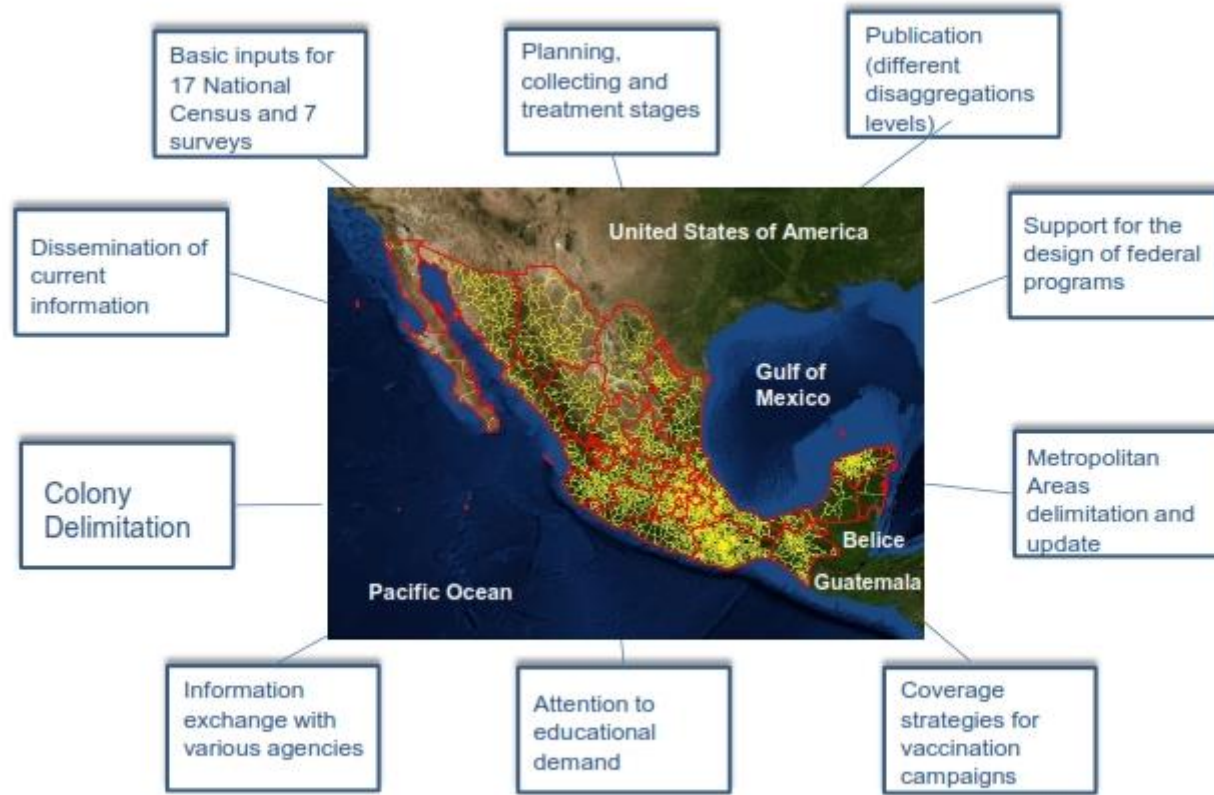 Basic inputs for
17 National
Census and 7
surveys
Planning,
collecting and
treatment stages
Publication
(different
disaggregations
levels)
Dissemination of
current
information
United States of America
Support for the
design of federal
programs
Gulf of
Mexico
Colony
Delimitation
Metropolitan
Areas
delimitation and
update
Belice
Guatemala
Pacific Ocean
Information
exchange with
various agencies
Attention to
educational
demand
Coverage
strategies for
vaccination
campaigns